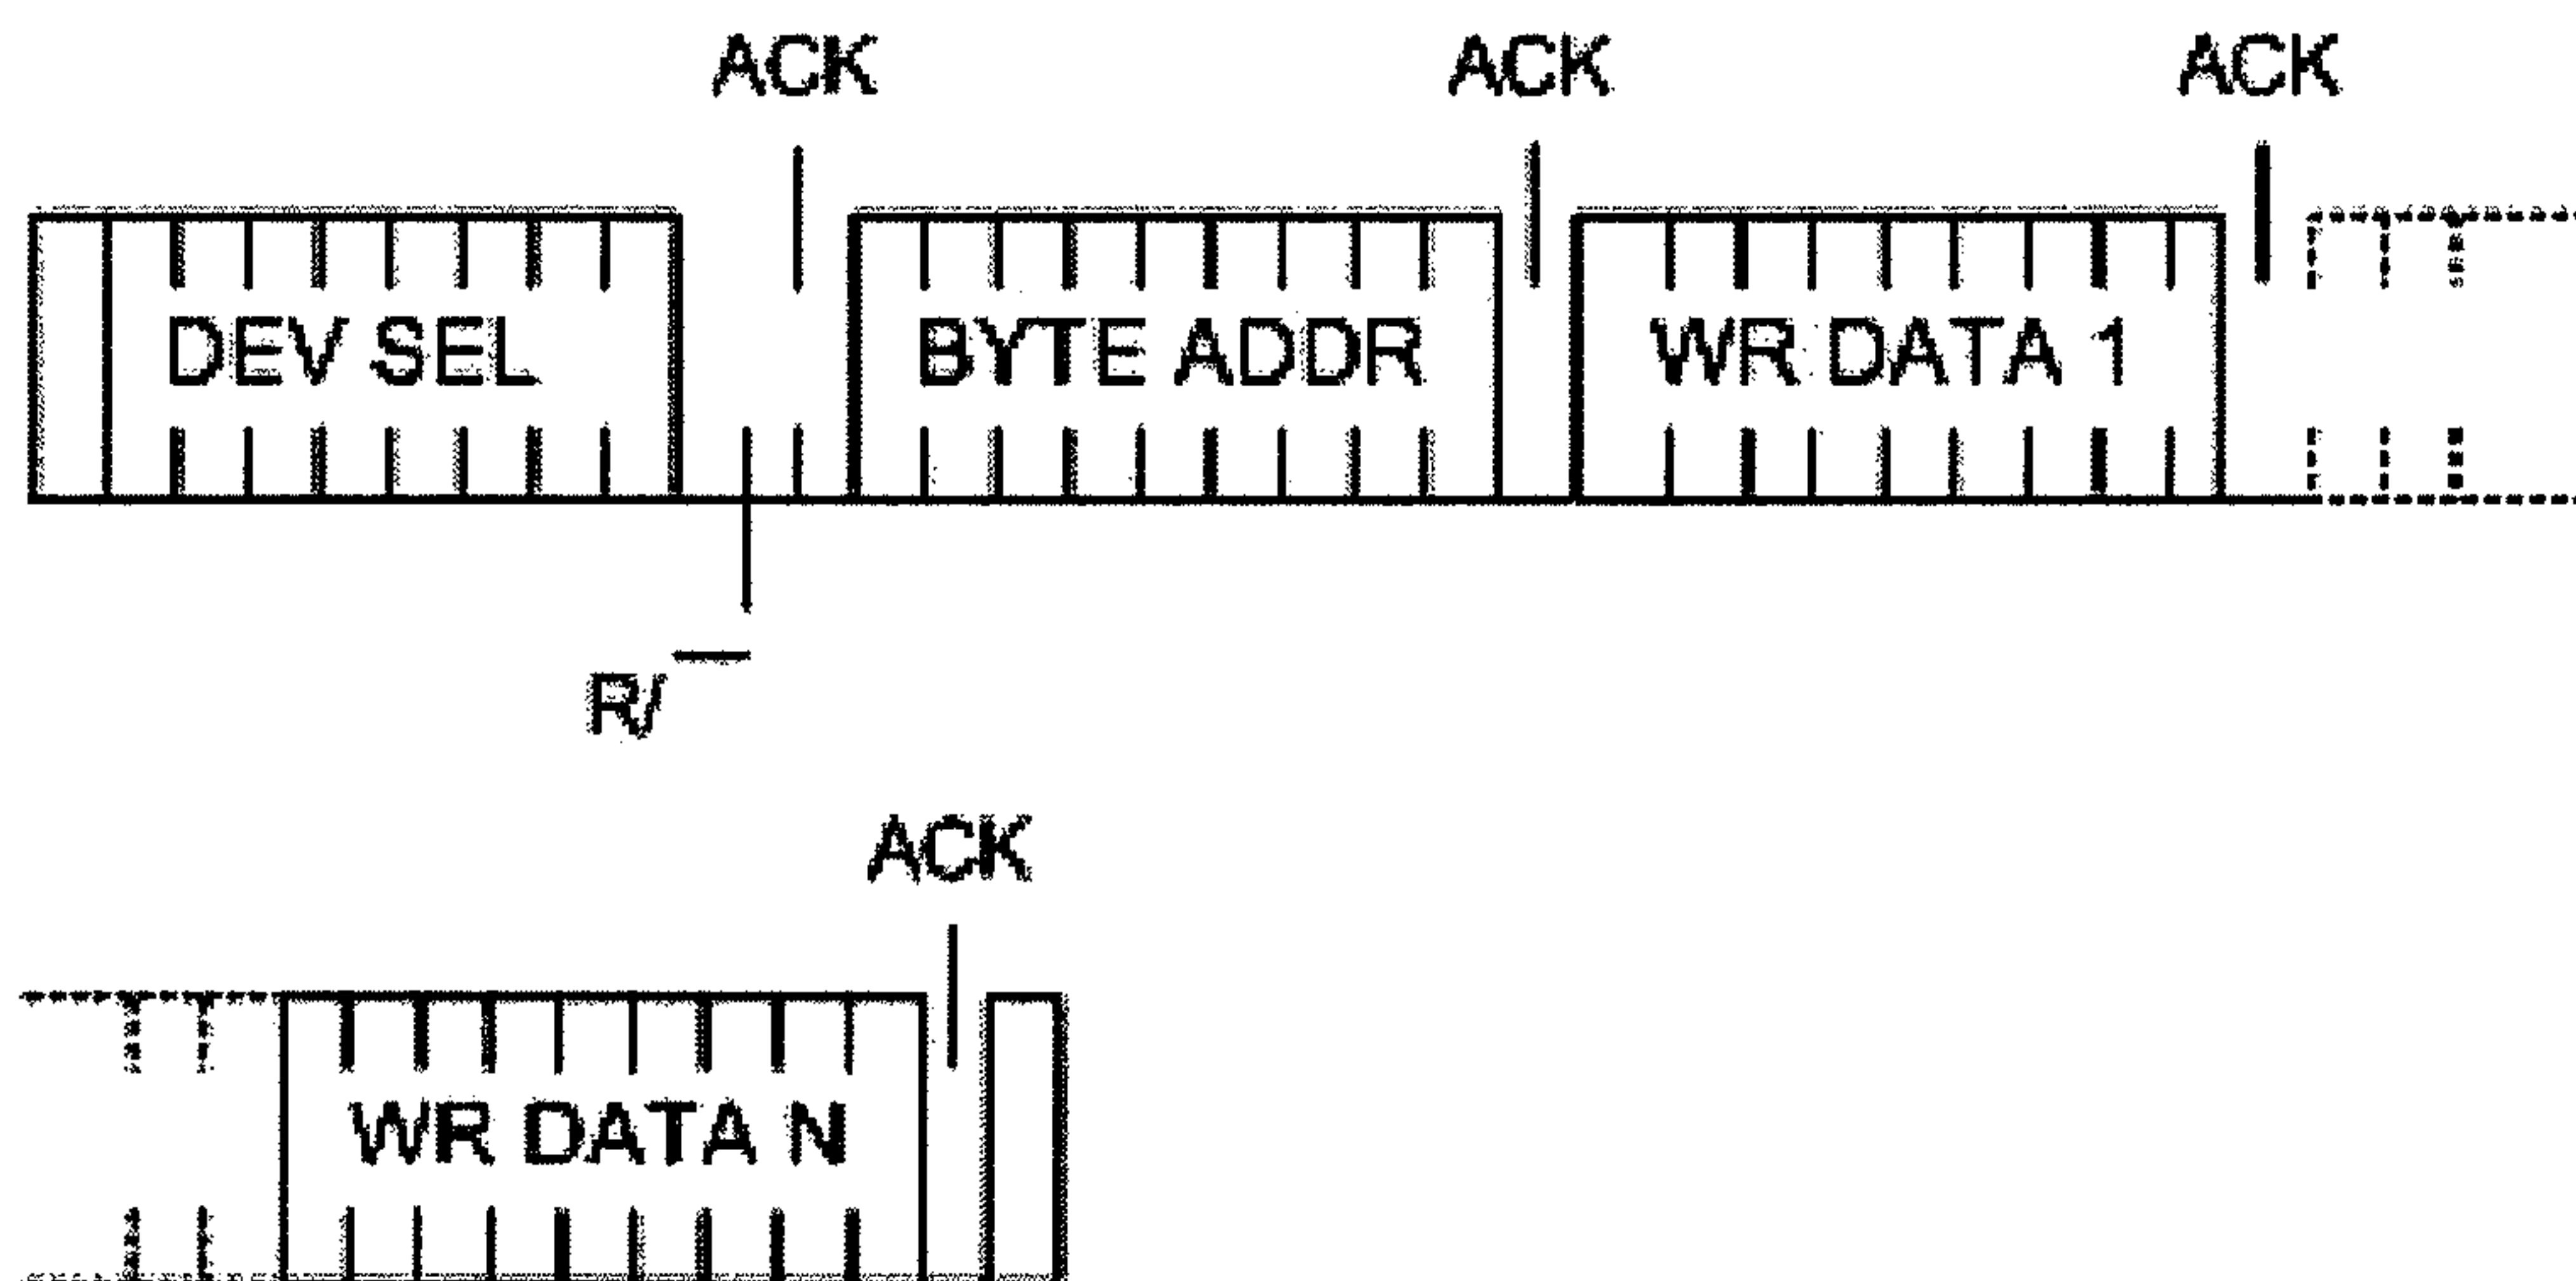 ACK ACK ACK
DEV SEL BYTE ADDR WR DATA 1
R/
ACK
WR DATA N